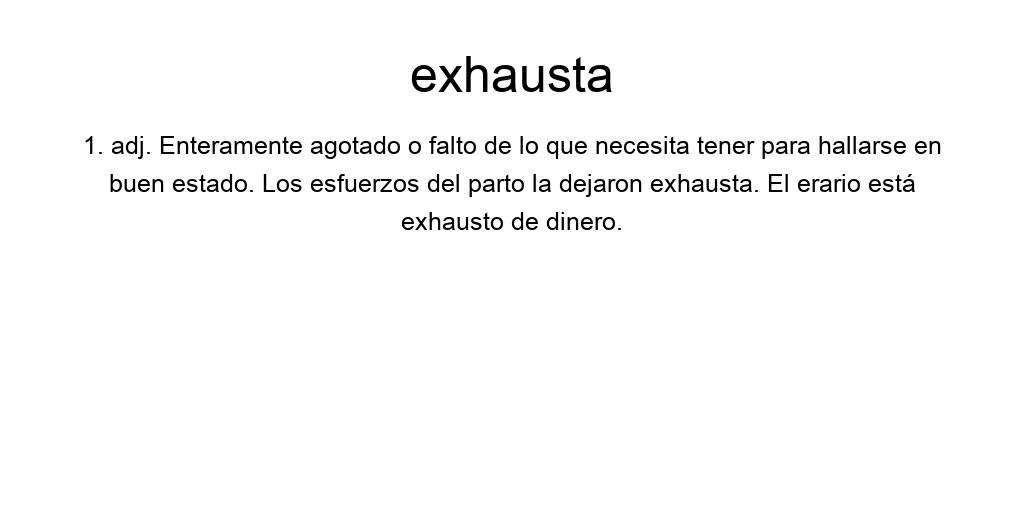 exhausta
1. adj. Enteramente agotado o falto de lo que necesita tener para hallarse en
buen estado. Los esfuerzos del parto la dejaron exhausta. El erario está
exhausto de dinero.